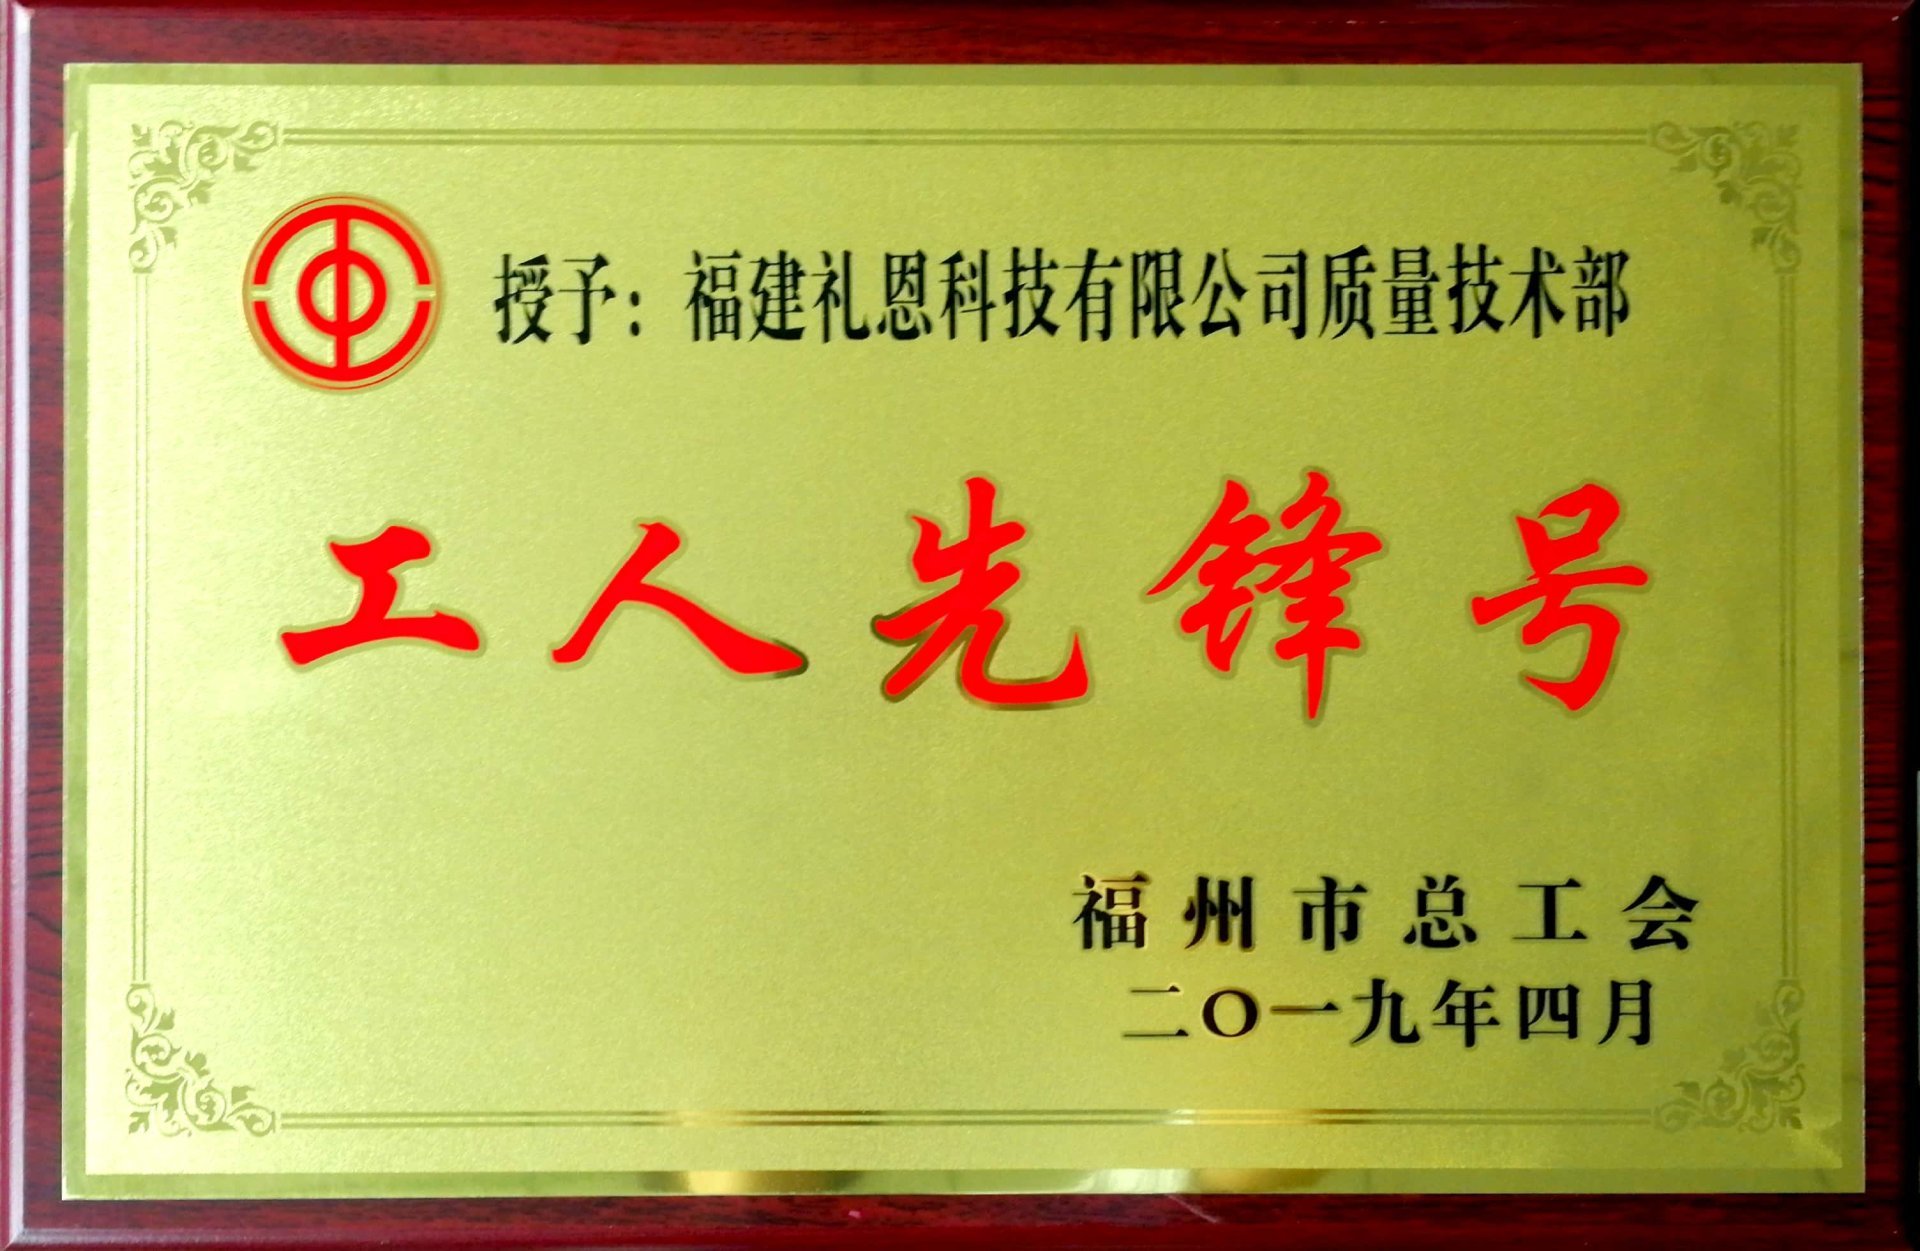 授予：福建礼恩科技有限公司质量技术部
工人先锋号
福州市总工会
二〇一九年四月